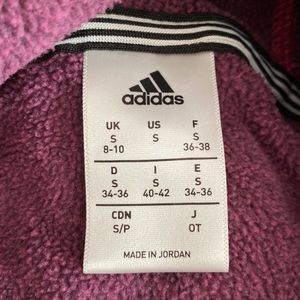 adidas
UK US F
S S S
8-10 36-38
D I E
S S S
34-36 40-42 34-36
CDN J
S/P OT
MADE IN JORDAN